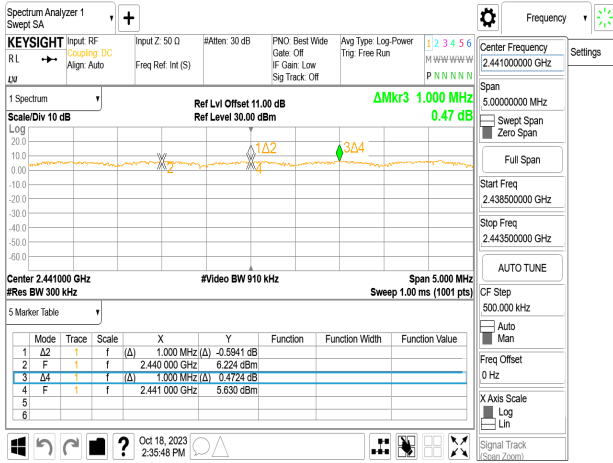 Spectrum Analyzer 1
Swept SA
Frequency
Settings
KEYSIGHT
RL
LXI
Input: RF
Coupling: DC
Align: Auto
Input Z: 50 Ω
Freq Ref: Int (S)
#Atten: 30 dB
PNO: Best Wide
Gate: Off
IF Gain: Low
Sig Track: Off
Avg Type: Log-Power
Trig: Free Run
1 2 3 4 5 6
M W W W W W
P N N N N N
1 Spectrum
Scale/Div 10 dB
Ref Lvl Offset 11.00 dB
Ref Level 30.00 dBm
ΔMkr3 1.000 MHz
0.47 dB
Log
20.0
10.0
0.00
-10.0
-20.0
-30.0
-40.0
-50.0
-60.0
2
1Δ2
4
3Δ4
Center 2.441000 GHz
#Res BW 300 kHz
#Video BW 910 kHz
Span 5.000 MHz
Sweep 1.00 ms (1001 pts)
5 Marker Table
Mode Trace Scale X Y Function Function Width Function Value
1 Δ2 1 f (Δ) 1.000 MHz (Δ) -0.5941 dB
2 F 1 f 2.440 000 GHz 6.224 dBm
3 Δ4 1 f (Δ) 1.000 MHz (Δ) 0.4724 dB
4 F 1 f 2.441 000 GHz 5.630 dBm
5
6
Oct 18, 2023
2:35:48 PM
Center Frequency
2.441000000 GHz
Span
5.00000000 MHz
Swept Span
Zero Span
Full Span
Start Freq
2.438500000 GHz
Stop Freq
2.443500000 GHz
AUTO TUNE
CF Step
500.000 kHz
Auto
Man
Freq Offset
0 Hz
X Axis Scale
Log
Lin
Signal Track
(Span Zoom)